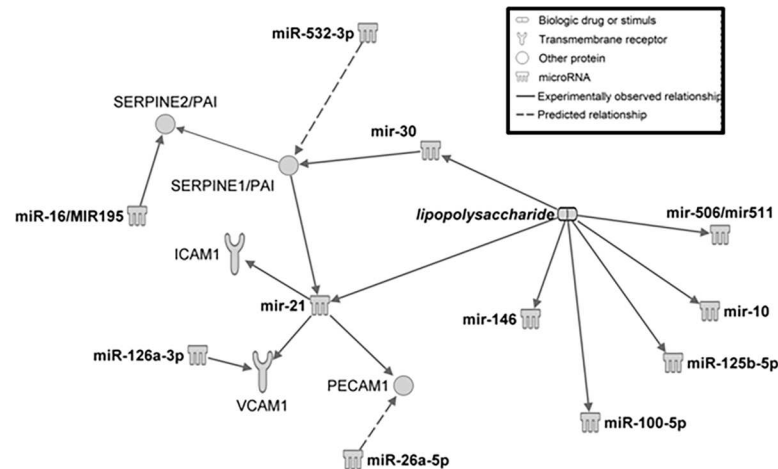 Biologic drug or stimuls
Transmembrane receptor
Other protein
microRNA
Experimentally observed relationship
Predicted relationship
miR-532-3p
SERPINE2/PAI
mir-30
SERPINE1/PAI
miR-16/MIR195
lipopolysaccharide
mir-506/mir511
ICAM1
mir-21
mir-146
mir-10
miR-126a-3p
miR-125b-5p
PECAM1
VCAM1
miR-100-5p
miR-26a-5p